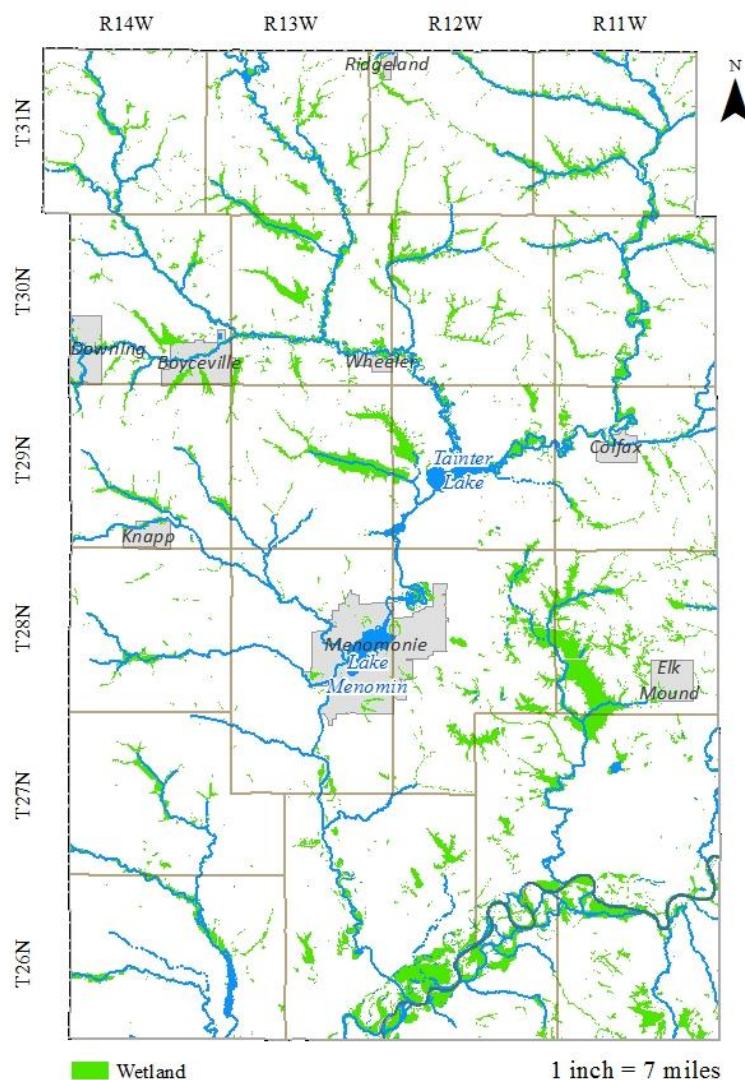 R14W R13W R12W R11W
N
Ridgeland
T31N
T30N
Downing
Boyceville
Wheeler
T29N
Colfax
Tainter
Lake
Knapp
T28N
Menomonie
Lake
Menomin
Elk
Mound
T27N
T26N
Wetland
1 inch = 7 miles